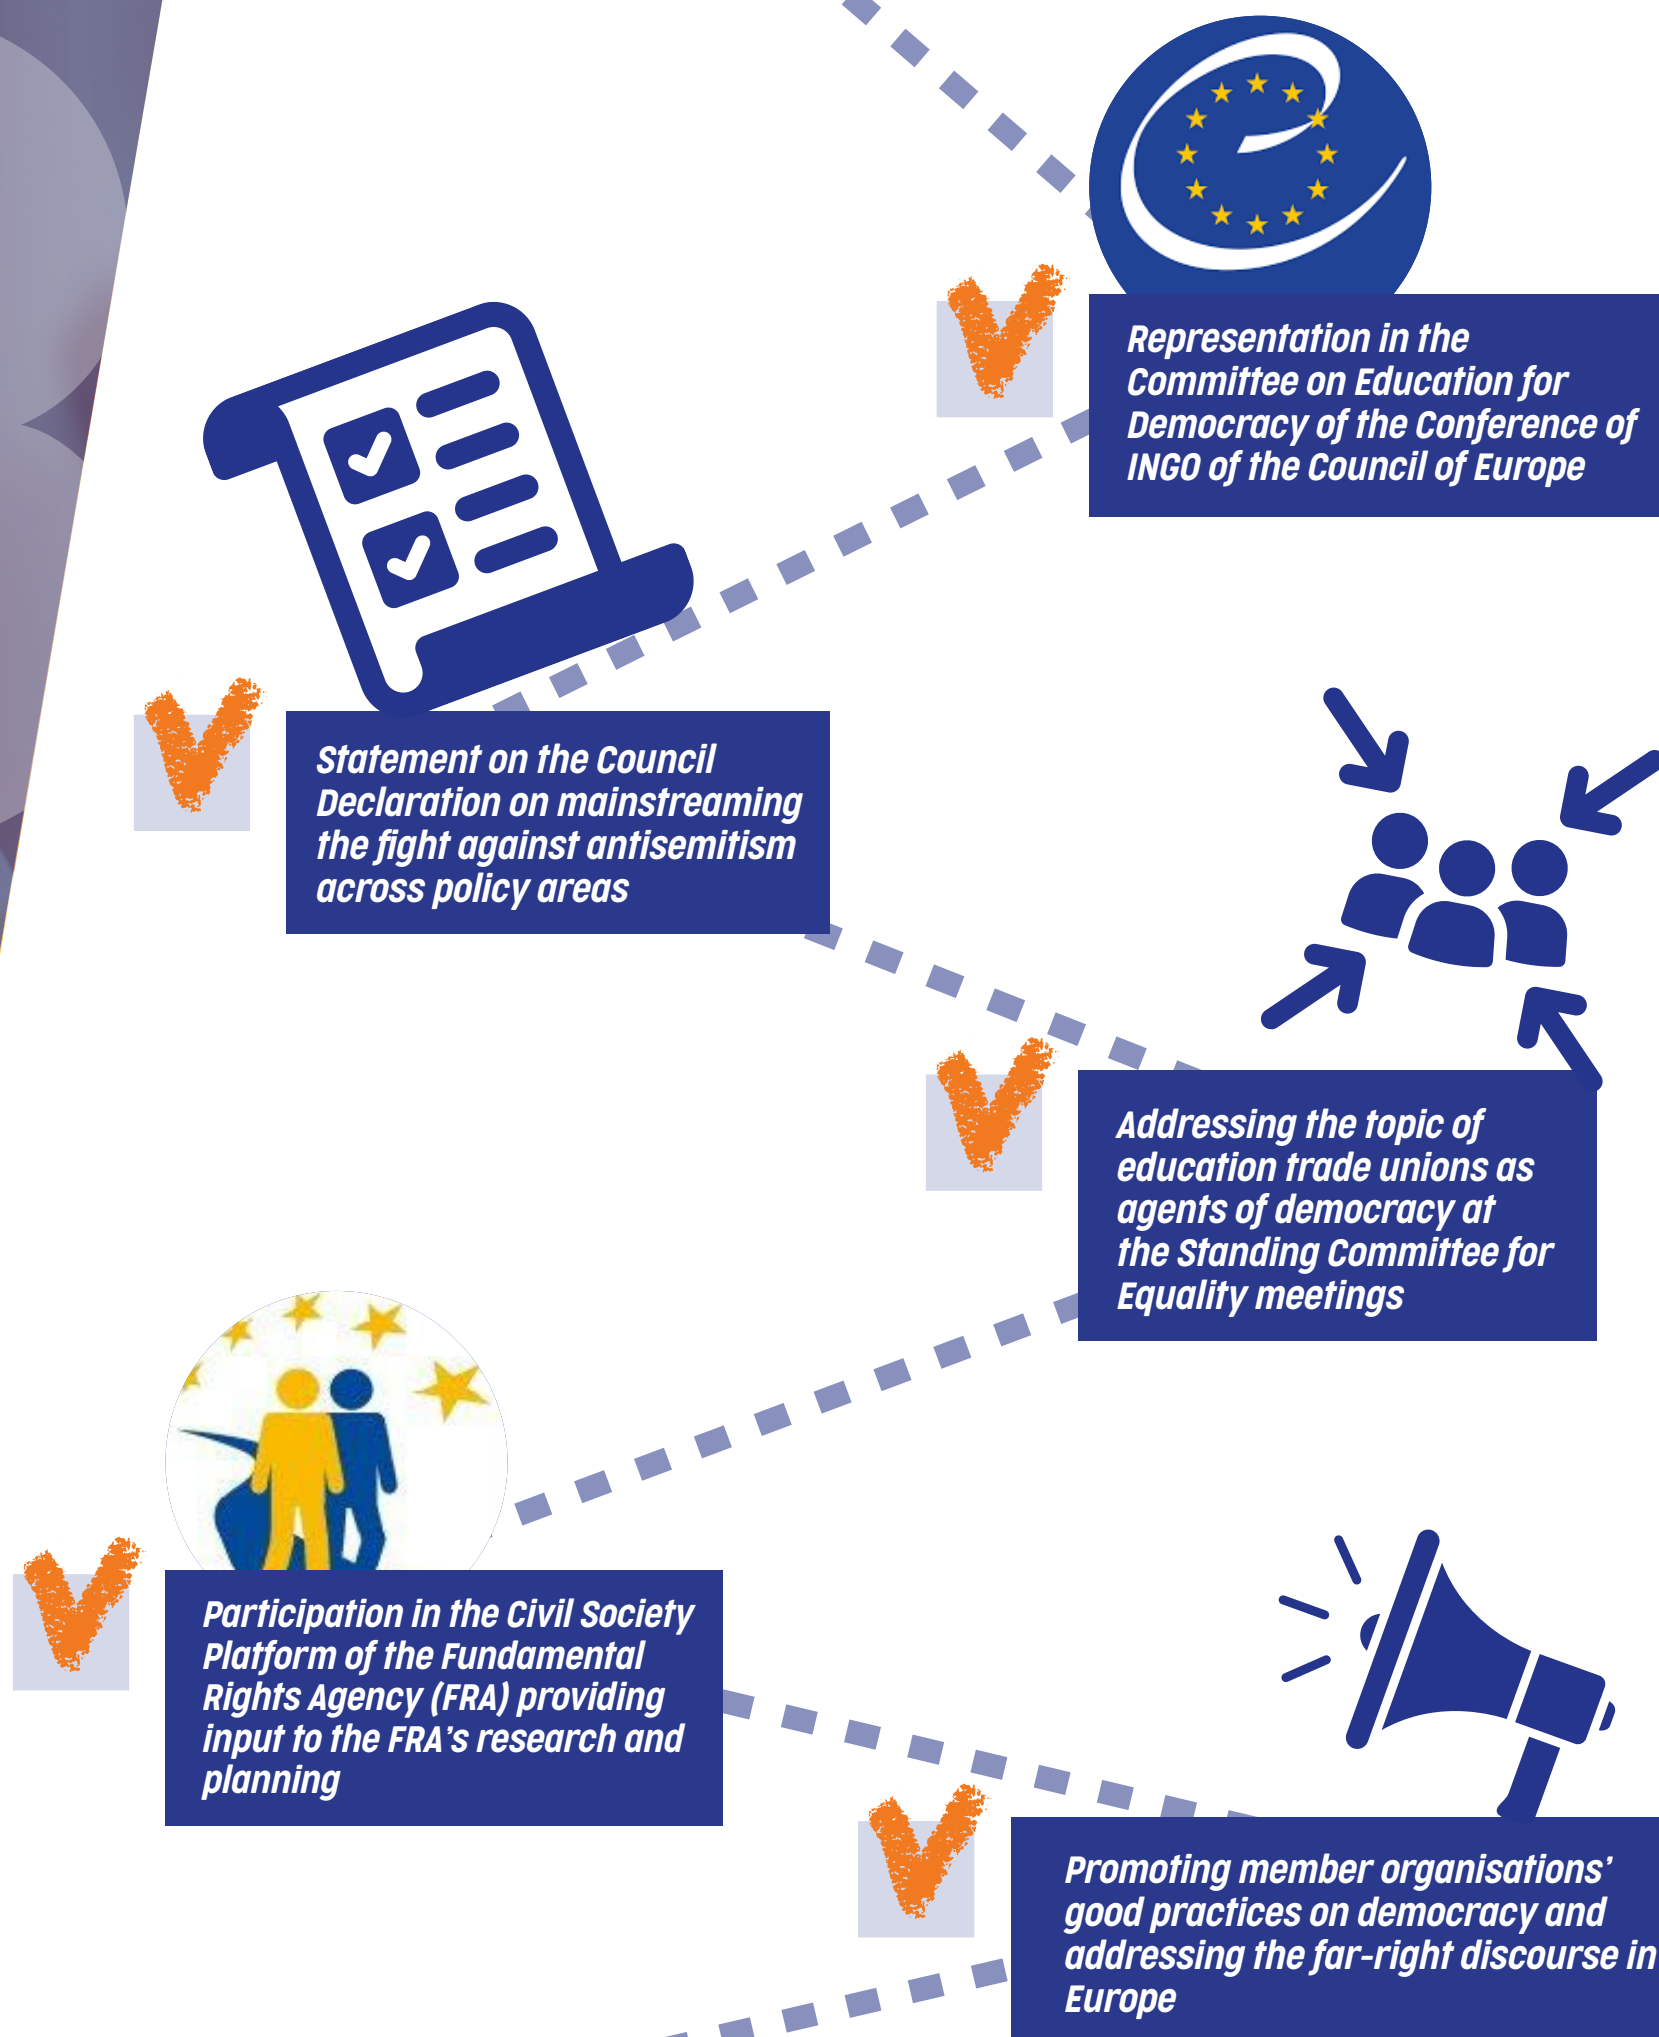 Representation in the
Committee on Education for
Democracy of the Conference of
INGO of the Council of Europe
Statement on the Council
Declaration on mainstreaming
the fight against antisemitism
across policy areas
Addressing the topic of
education trade unions as
agents of democracy at
the Standing Committee for
Equality meetings
Participation in the Civil Society
Platform of the Fundamental
Rights Agency (FRA) providing
input to the FRA’s research and
planning
Promoting member organisations’
good practices on democracy and
addressing the far-right discourse in
Europe